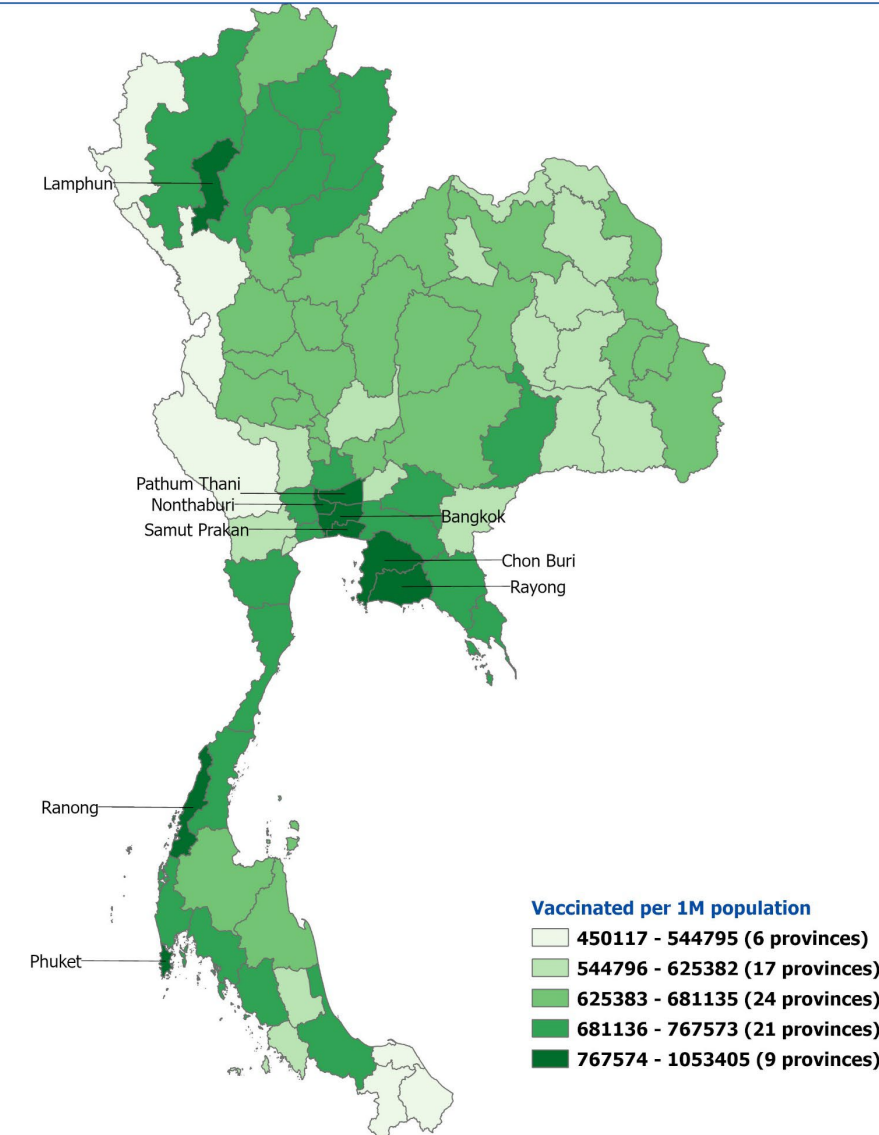 Lamphun
Pathum Thani
Nonthaburi
Samut Prakan
Bangkok
Chon Buri
Rayong
Ranong
Phuket
Vaccinated per 1M population
450117 - 544795 (6 provinces)
544796 - 625382 (17 provinces)
625383 - 681135 (24 provinces)
681136 - 767573 (21 provinces)
767574 - 1053405 (9 provinces)